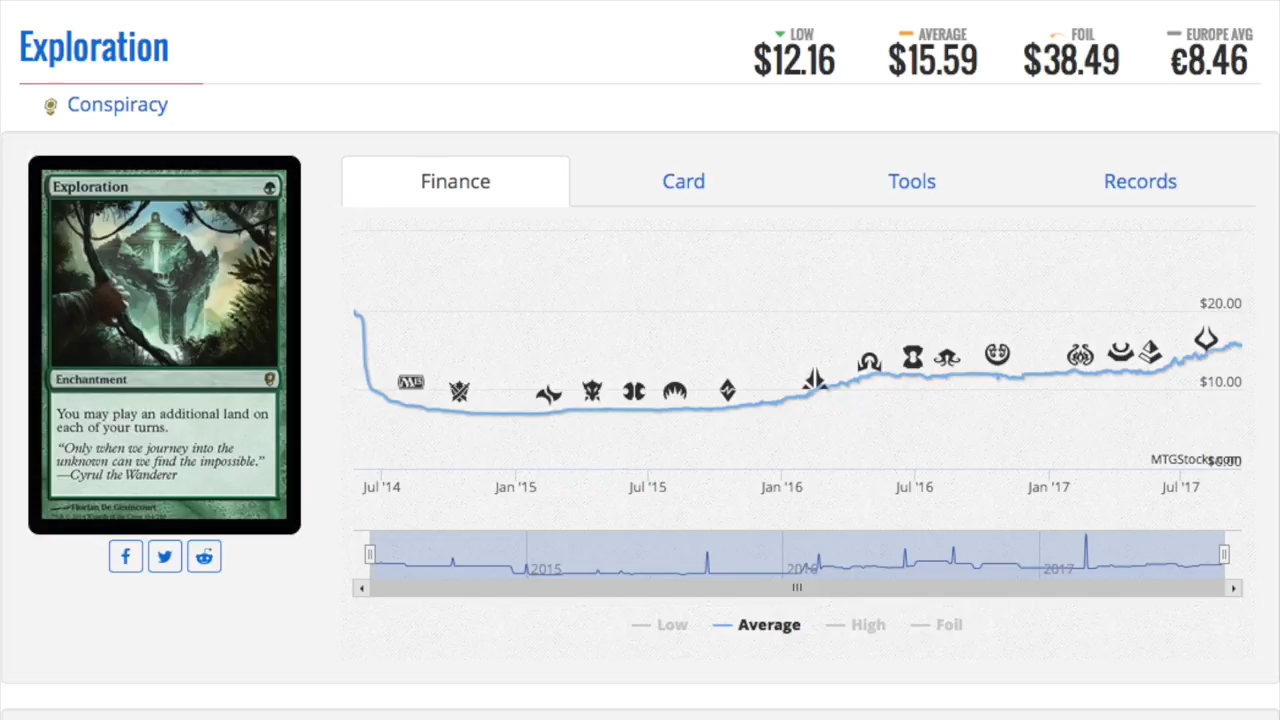 Exploration
LOW
$12.16
AVERAGE
$15.59
FOIL
$38.49
EUROPE AVG
€8.46
Conspiracy
Exploration
Enchantment
You may play an additional land on
each of your turns.
“Only when we journey into the
unknown can we find the impossible.”
—Cyrul the Wanderer
Florian De Gesincourt
Finance
Card
Tools
Records
$20.00
$10.00
MTGStocks.com
$0.00
M15
Jul '14
Jan '15
Jul '15
Jan '16
Jul '16
Jan '17
Jul '17
2015
2016
2017
Low
Average
High
Foil